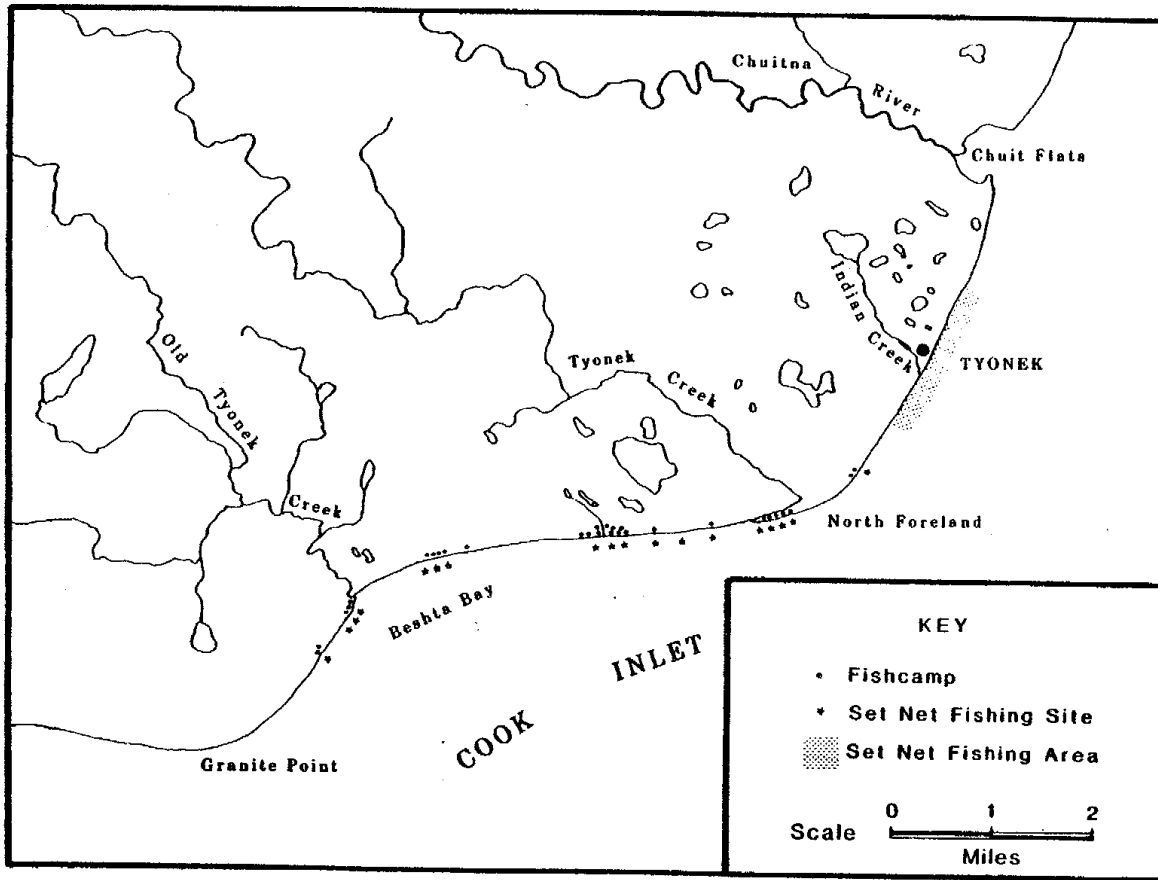 Chuitna
River
Chuit Flats
Indian Creek
TYONEK
Old Tyonek Creek
Tyonek Creek
North Foreland
Beshta Bay
COOK INLET
Granite Point
KEY
Fishcamp
Set Net Fishing Site
Set Net Fishing Area
0 1 2
Scale
Miles